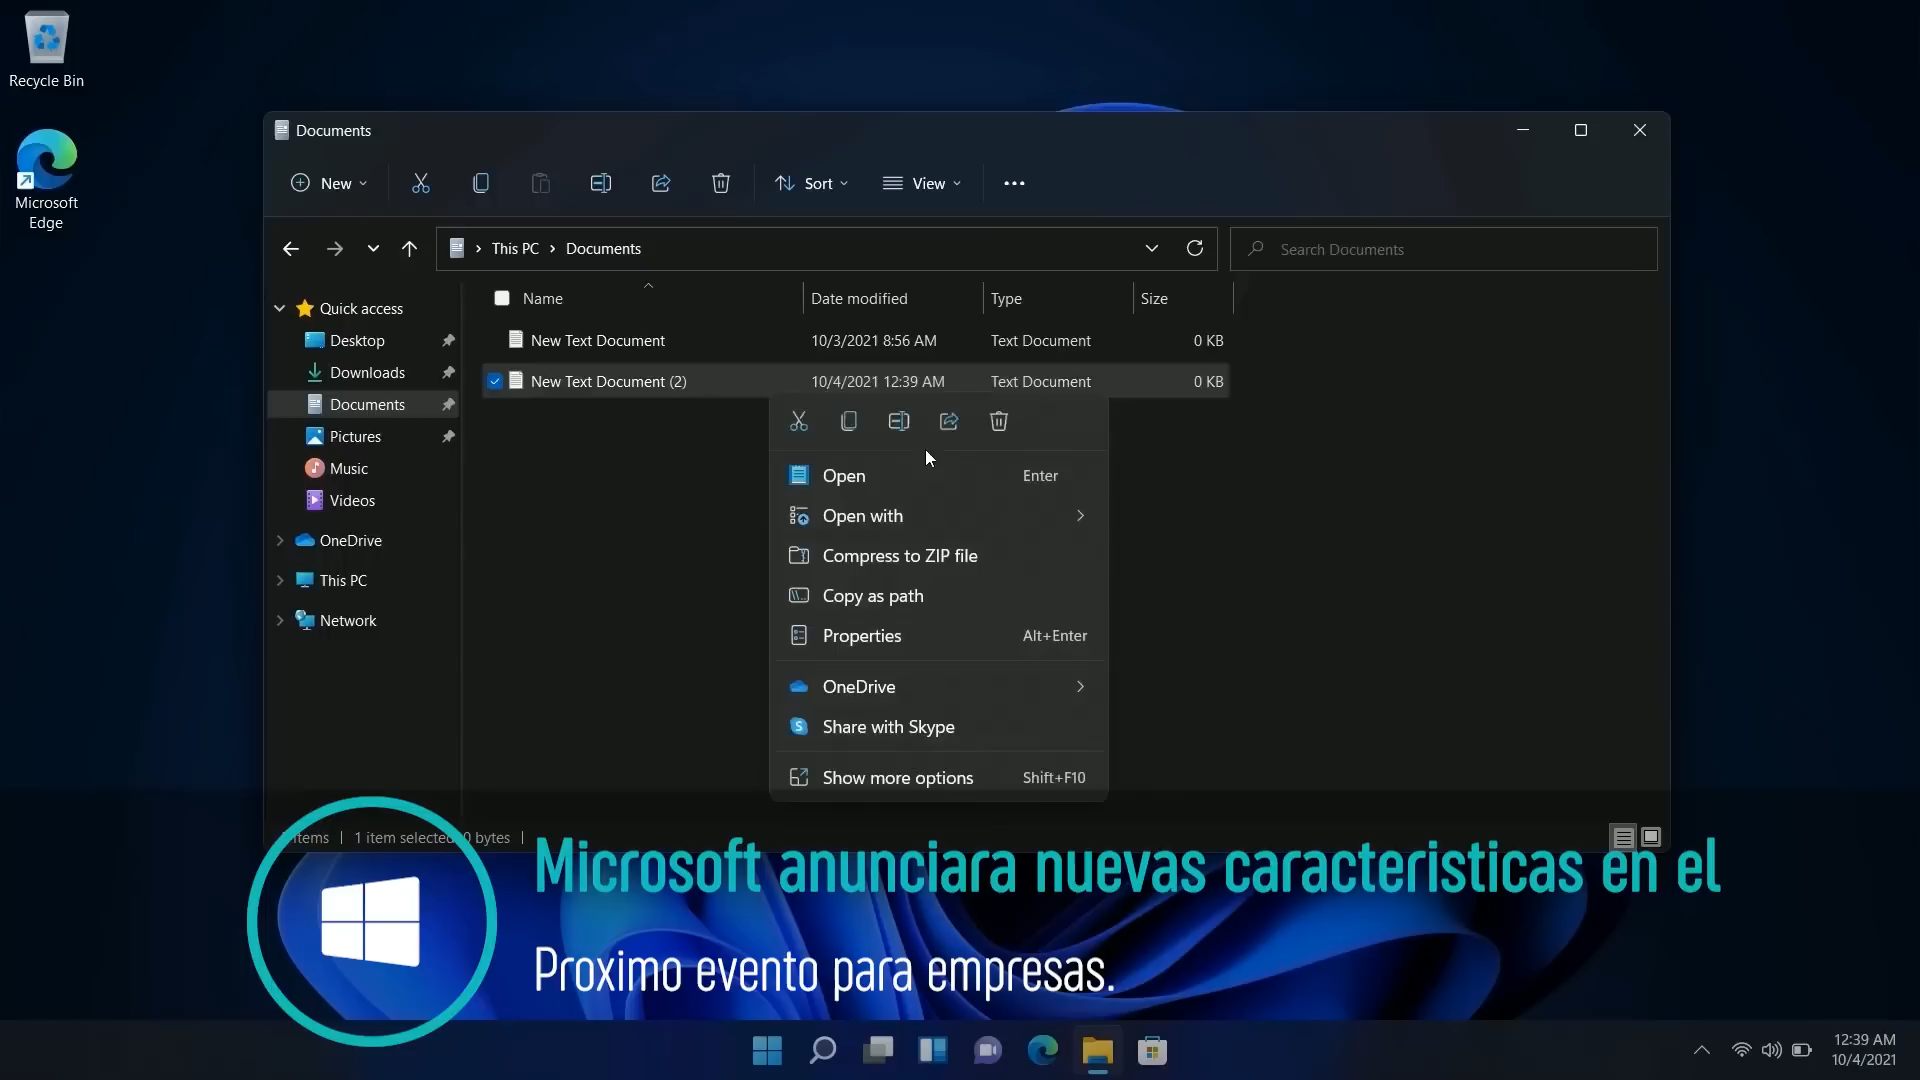 Recycle Bin
Microsoft
Edge
Documents
New
Sort
View
This PC
Documents
Search Documents
Name
Date modified
Type
Size
Quick access
Desktop
Downloads
Documents
Pictures
Music
Videos
OneDrive
This PC
Network
New Text Document 10/3/2021 8:56 AM Text Document 0 KB
New Text Document (2) 10/4/2021 12:39 AM Text Document 0 KB
Open Enter
Open with
Compress to ZIP file
Copy as path
Properties Alt+Enter
OneDrive
Share with Skype
Show more options Shift+F10
items 1 item selected 0 bytes
Microsoft anunciara nuevas caracteristicas en el
Proximo evento para empresas.
12:39 AM
10/4/2021